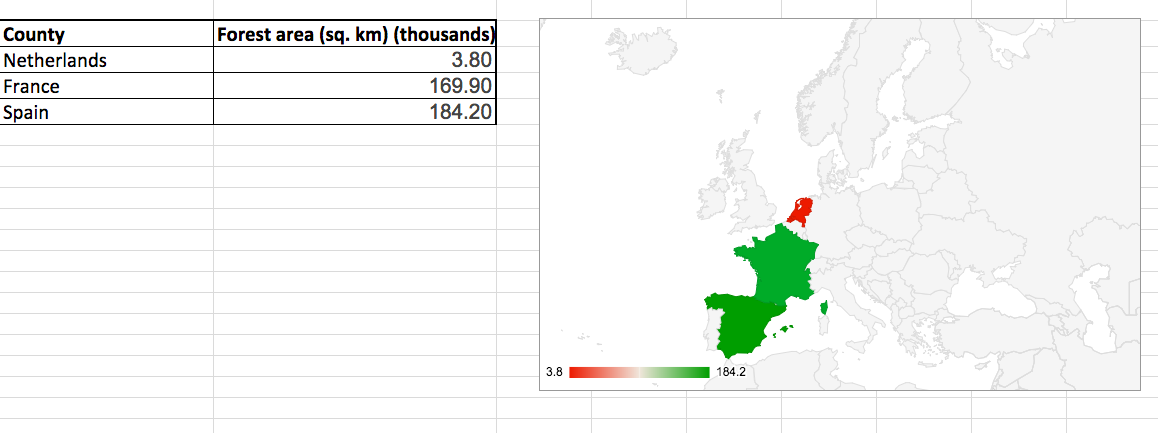 County Forest area (sq. km) (thousands)
Netherlands 3.80
France 169.90
Spain 184.20
3.8 184.2